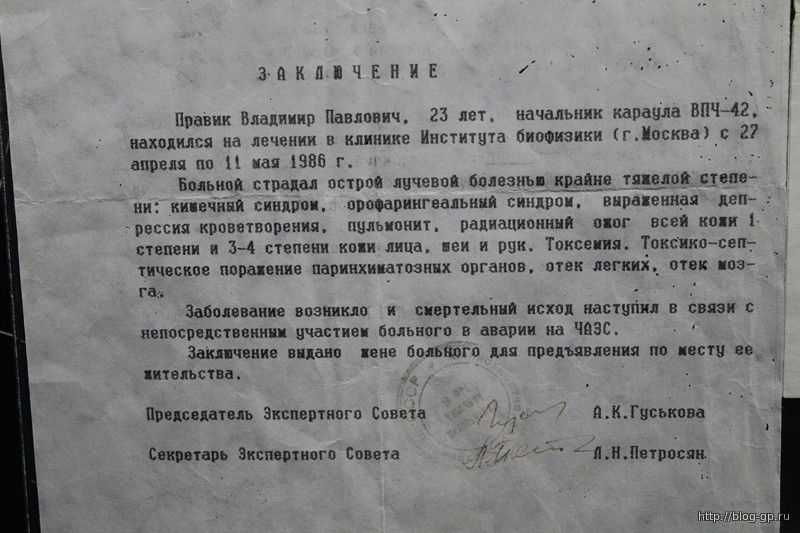 ЗАКЛЮЧЕНИЕ
Правик Владимир Павлович, 23 лет, начальник караула ВПЧ-42,
находился на лечении в клинике Института биофизики (г.Москва) с 27
апреля по 11 мая 1986 г.
Больной страдал острой лучевой болезнью крайне тяжелой степе-
ни: кишечный синдром, орофарингеальный синдром, выраженная деп-
рессия кроветворения, пульмонит, радиационный ожог всей кожи 1
степени и 3-4 степени кожи лица, шеи и рук. Токсемия. Токсико-сеп-
тическое поражение паринхиматозных органов, отек легких, отек моз-
га.
Заболевание возникло и смертельный исход наступил в связи с
непосредственным участием больного в аварии на ЧАЭС.
Заключение выдано жене больного для предъявления по месту ее
жительства.
СССР
Председатель Экспертного Совета А.К.Гуськова
Секретарь Экспертного Совета Л.Н.Петросян
http://blog-gp.ru